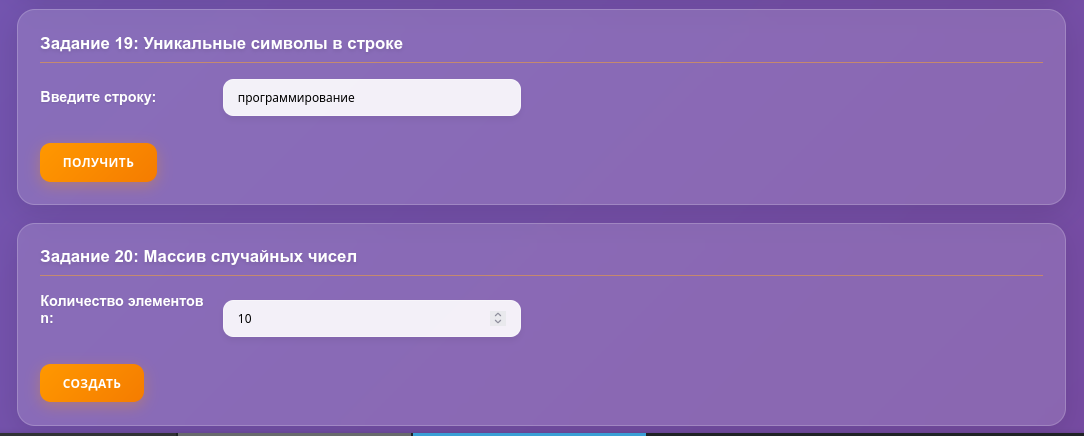 Задание 19: Уникальные символы в строке
Введите строку:
программирование
ПОЛУЧИТЬ
Задание 20: Массив случайных чисел
Количество элементов
n:
10
СОЗДАТЬ